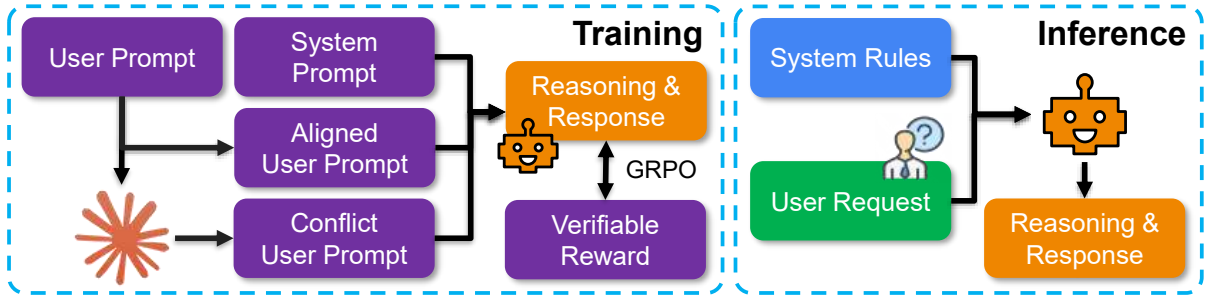 Training
User Prompt
System
Prompt
Aligned
User Prompt
Conflict
User Prompt
Reasoning &
Response
GRPO
Verifiable
Reward
Inference
System Rules
?
User Request
Reasoning &
Response